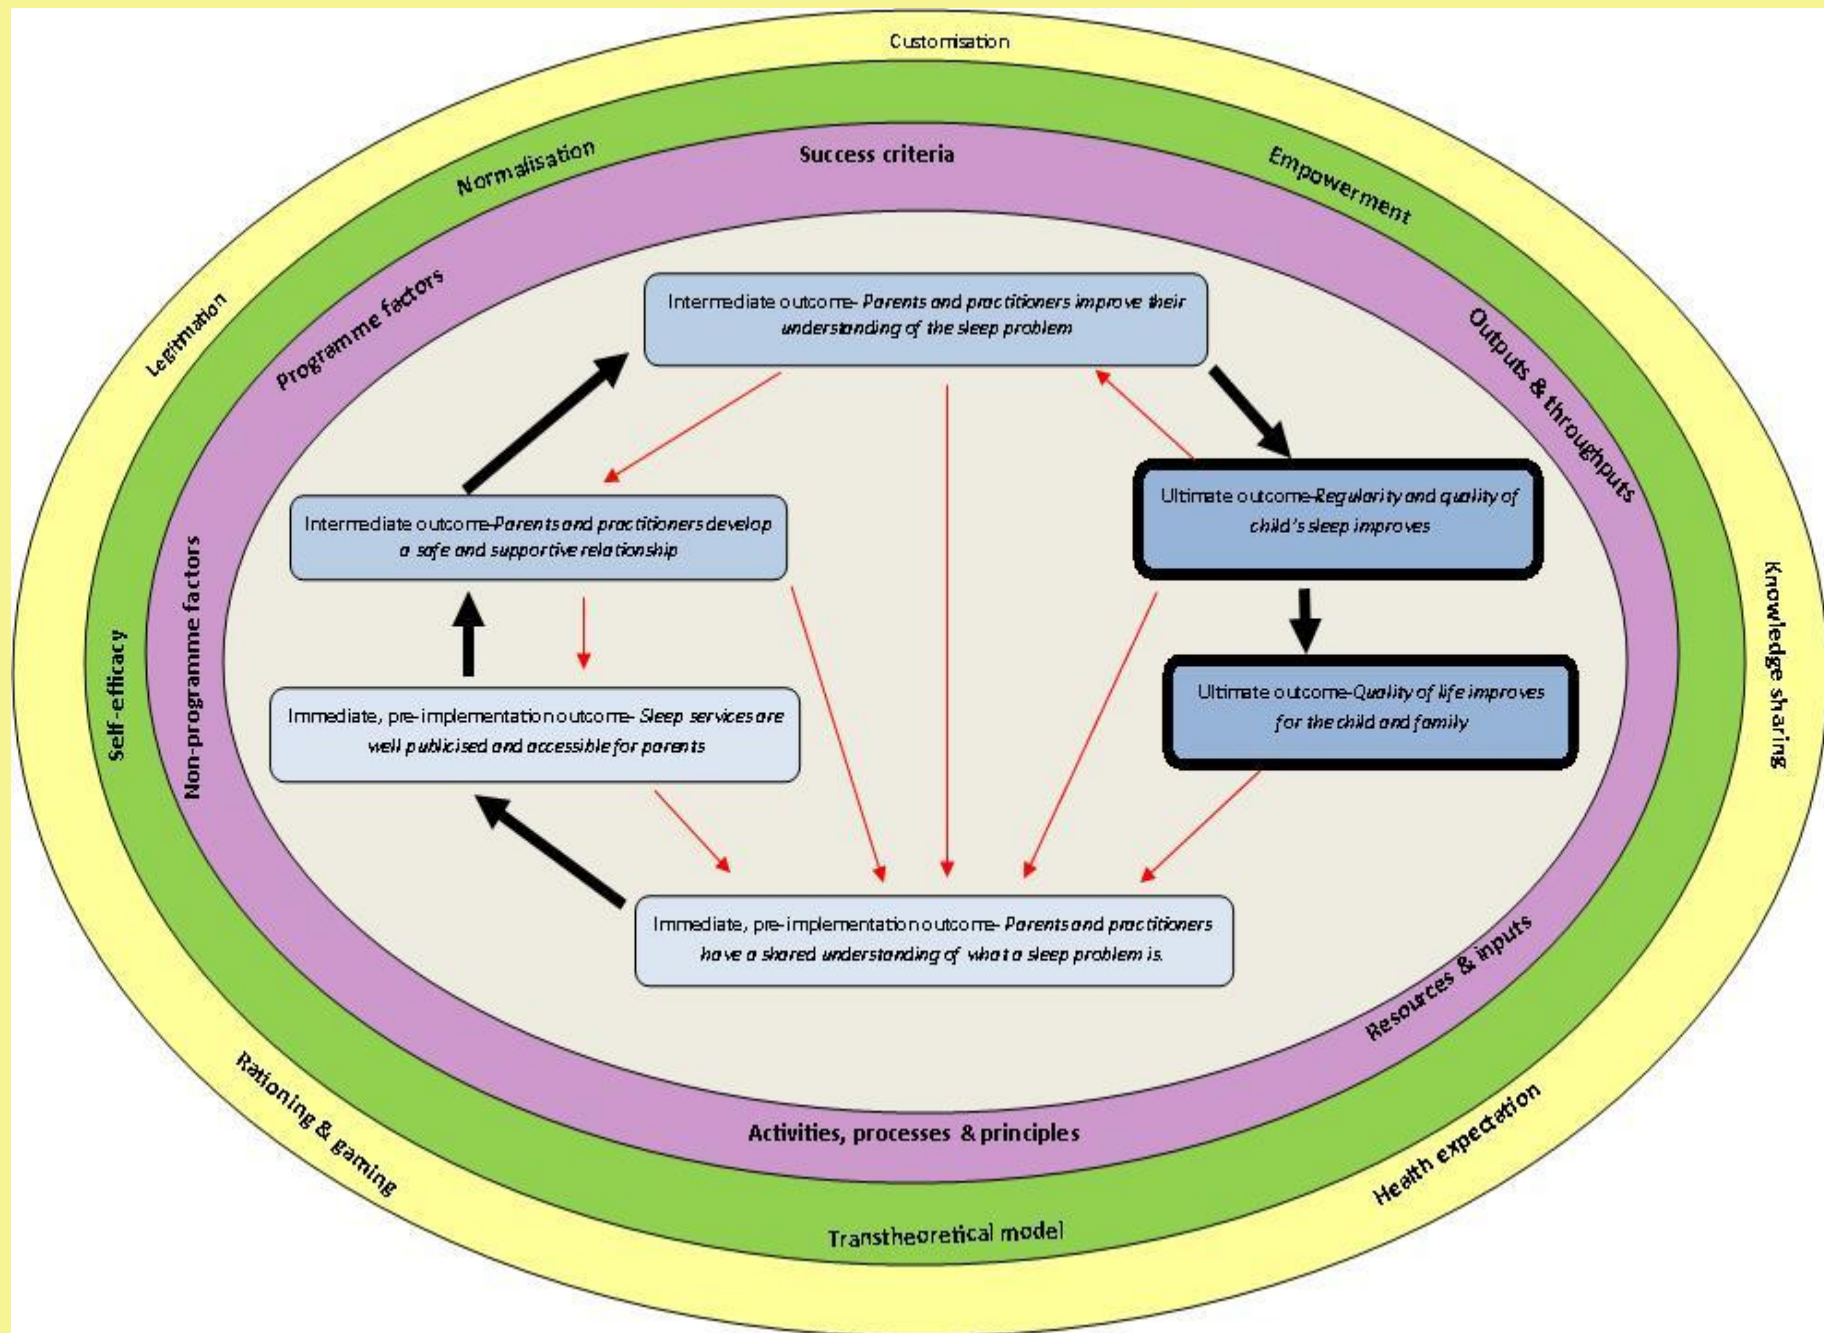 Customisation
Normalisation
Success criteria
Empowerment
Legitmation
Programme factors
Outputs & throughputs
Intermediate outcome- Parents and practitioners improve their
understanding of the sleep problem
Ultimate outcome-Regularity and quality of
child's sleep improves
Intermediate outcome-Parents and practitioners develop
a safe and supportive relationship
Self-efficacy
Non-programme factors
Knowledge sharing
Immediate, pre-implementation outcome- Sleep services are
well publicised and accessible for parents
Ultimate outcome-Quality of life improves
for the child and family
Immediate, pre-implementation outcome- Parents and practitioners
have a shared understanding of what a sleep problem is.
Resources & inputs
Rationing & gaming
Activities, processes & principles
Health expectation
Transtheoretical model